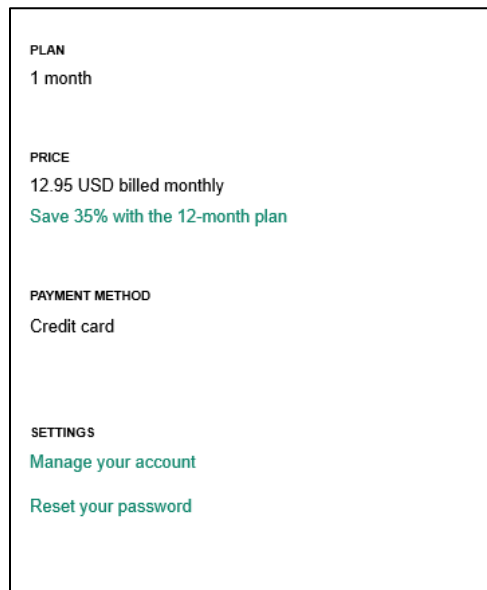 PLAN
1 month
PRICE
12.95 USD billed monthly
Save 35% with the 12-month plan
PAYMENT METHOD
Credit card
SETTINGS
Manage your account
Reset your password